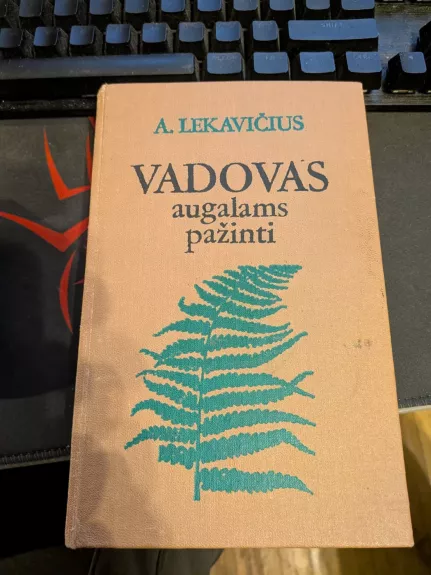 A. LEKAVIČIUS
VADOVAS
augalams
pažinti